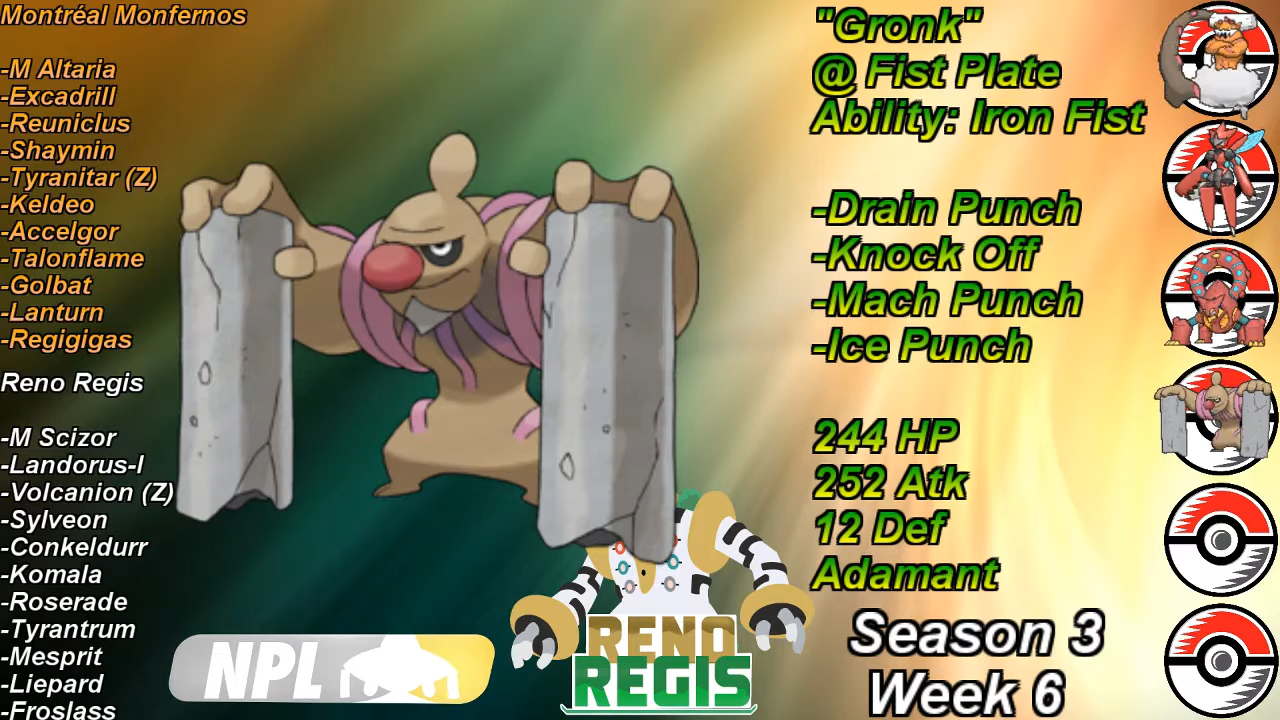 Montréal Monfernos
-M Altaria
-Excadrill
-Reuniclus
-Shaymin
-Tyranitar (Z)
-Keldeo
-Accelgor
-Talonflame
-Golbat
-Lanturn
-Regigigas
Reno Regis
-M Scizor
-Landorus-I
-Volcanion (Z)
-Sylveon
-Conkeldurr
-Komala
-Roserade
-Tyrantrum
-Mesprit
-Liepard
-Froslass
NPL
RENO
REGIS
"Gronk"
@ Fist Plate
Ability: Iron Fist
-Drain Punch
-Knock Off
-Mach Punch
-Ice Punch
244 HP
252 Atk
12 Def
Adamant
Season 3
Week 6